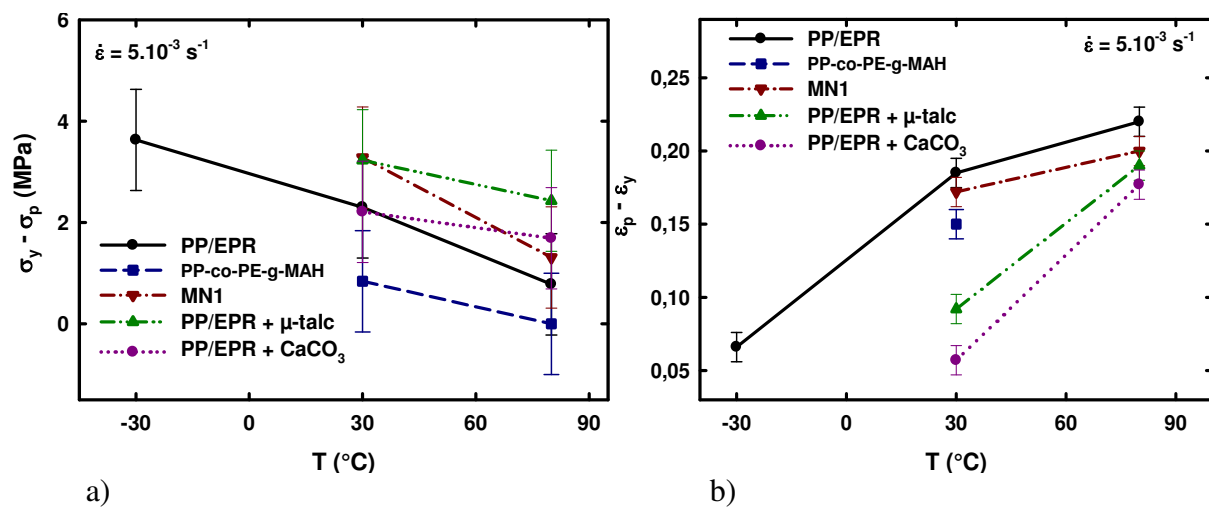 6
4
2
0
σy - σp (MPa)
ε̇ = 5.10-3 s-1
PP/EPR
PP-co-PE-g-MAH
MN1
PP/EPR + µ-talc
PP/EPR + CaCO3
-30 0 30 60 90
T (°C)
a)
0,25
0,20
0,15
0,10
0,05
εp - εy
PP/EPR
PP-co-PE-g-MAH
MN1
PP/EPR + µ-talc
PP/EPR + CaCO3
ε̇ = 5.10-3 s-1
-30 0 30 60 90
T (°C)
b)